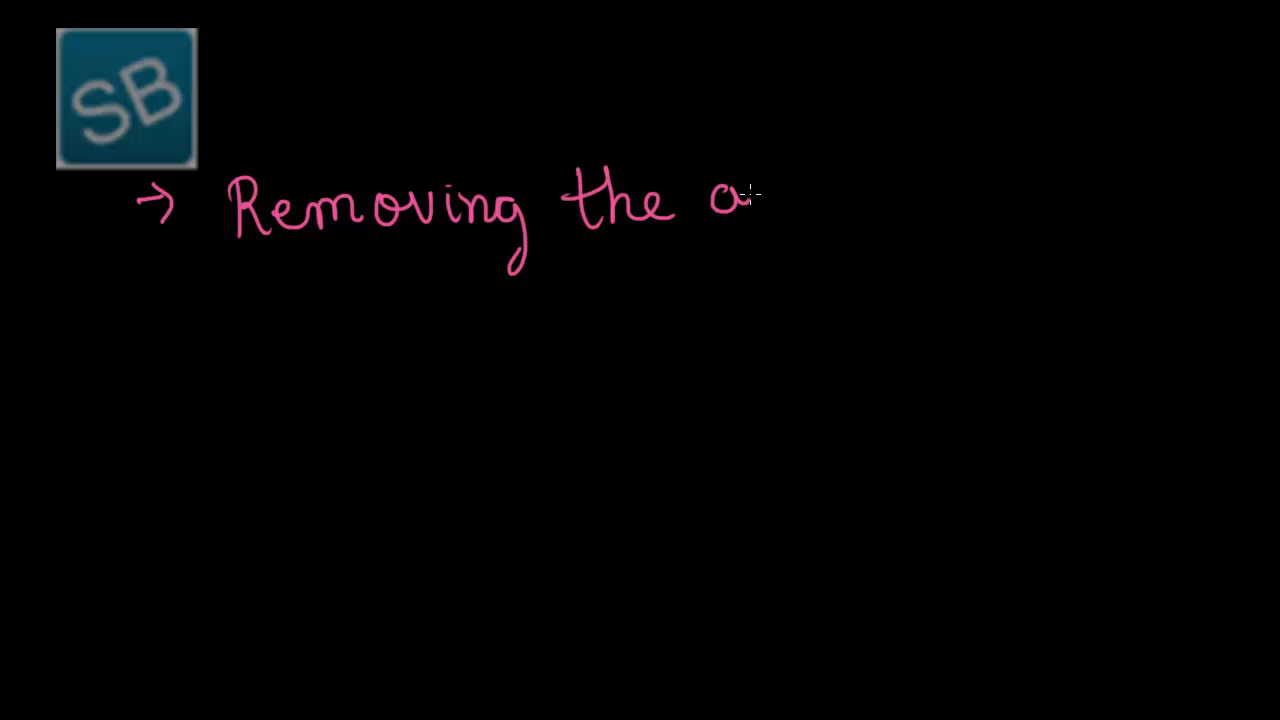 SB
→ Removing the a